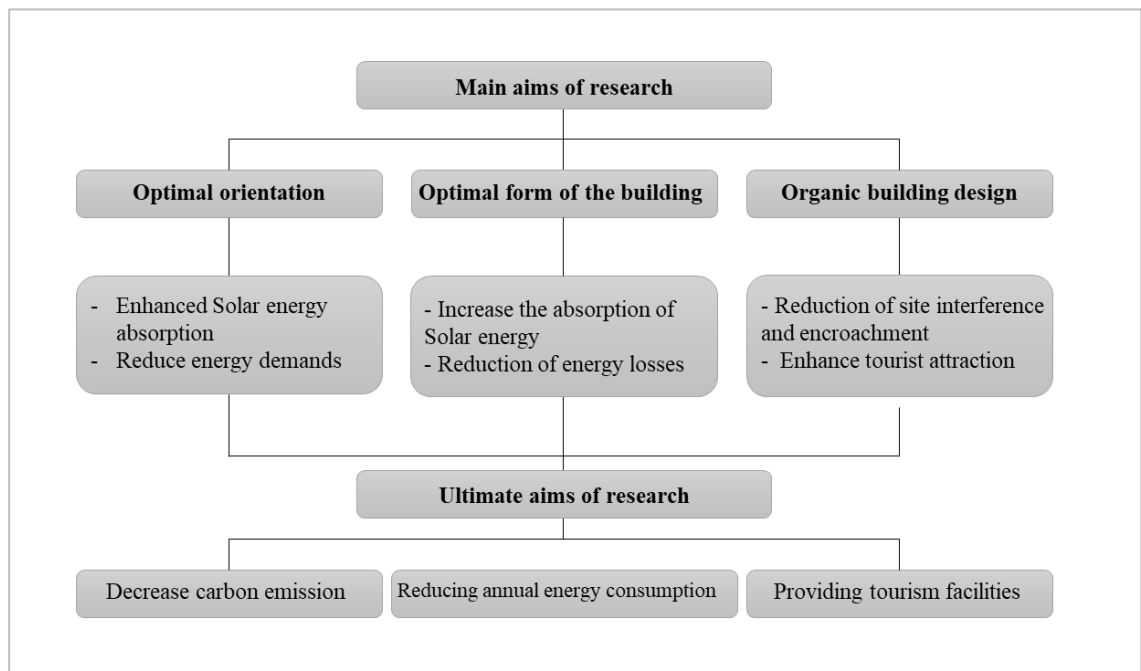 Main aims of research
Optimal orientation
Optimal form of the building
Organic building design
- Enhanced Solar energy
absorption
- Reduce energy demands
- Increase the absorption of
Solar energy
- Reduction of energy losses
- Reduction of site interference
and encroachment
- Enhance tourist attraction
Ultimate aims of research
Decrease carbon emission
Reducing annual energy consumption
Providing tourism facilities